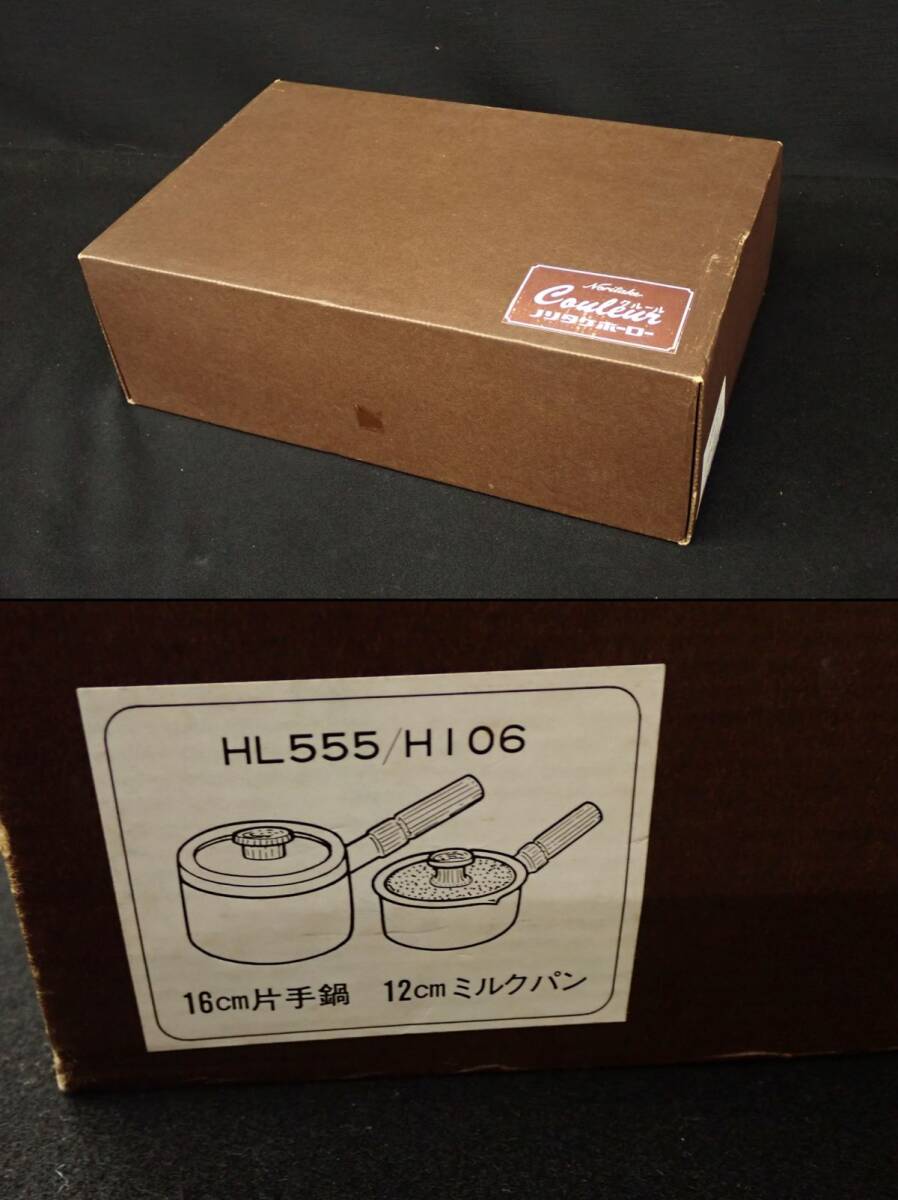 Noritake
クルール
Couleur
ノリタケホーロー
HL555/H106
16cm片手鍋 12cmミルクパン